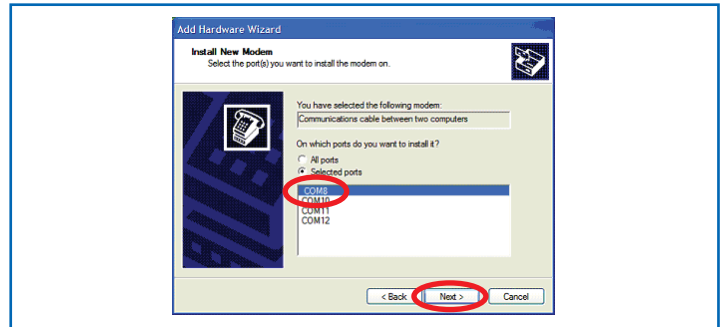 Add Hardware Wizard
Install New Modem
Select the port(s) you want to install the modem on.
You have selected the following modem:
Communications cable between two computers
On which ports do you want to install it?
All ports
Selected ports
COM8
COM10
COM11
COM12
< Back
Next >
Cancel